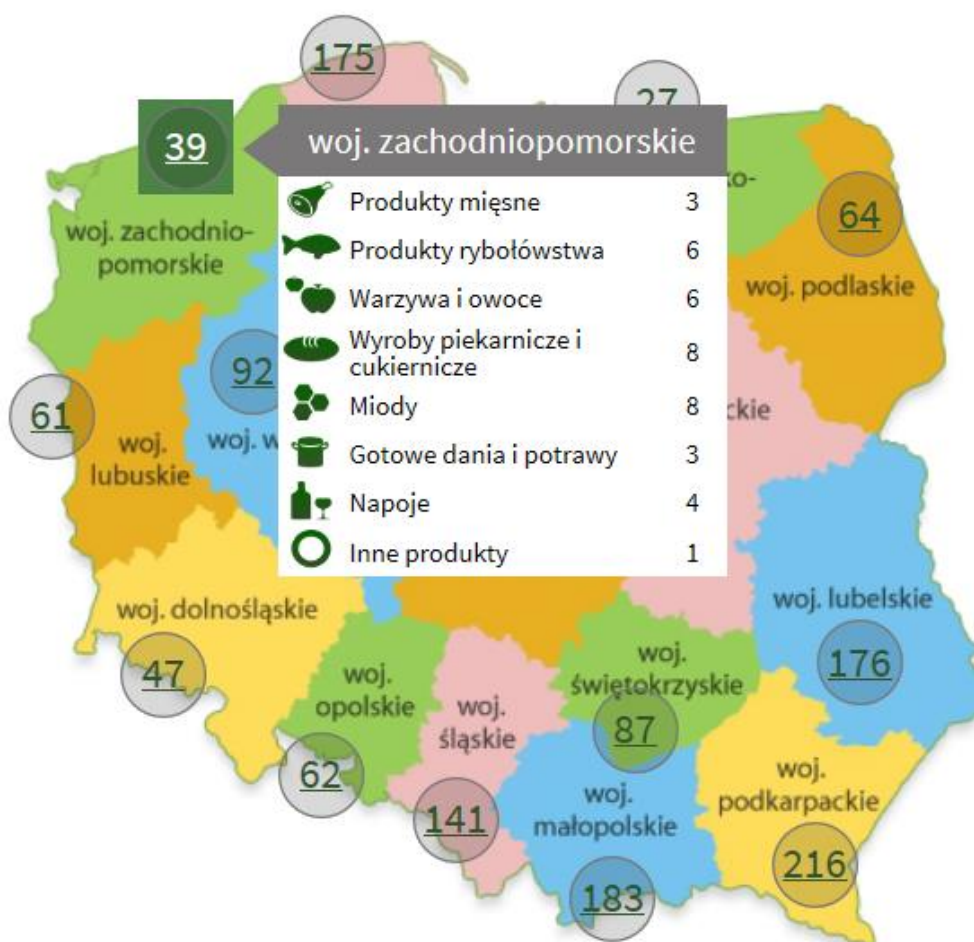 175
27
39
woj. zachodniopomorskie
Produkty mięsne 3
Produkty rybołówstwa 6
Warzywa i owoce 6
Wyroby piekarnicze i
cukiernicze 8
Miody 8
Gotowe dania i potrawy 3
Napoje 4
Inne produkty 1
woj. zachodnio-
pomorskie
ko-
64
woj. podlaskie
92
61
woj. w
ckie
woj.
lubuskie
woj. dolnośląskie
47
woj. lubelskie
176
woj.
opolskie
62
woj.
śląskie
141
woj.
świętokrzyskie
87
woj.
małopolskie
183
woj.
podkarpackie
216